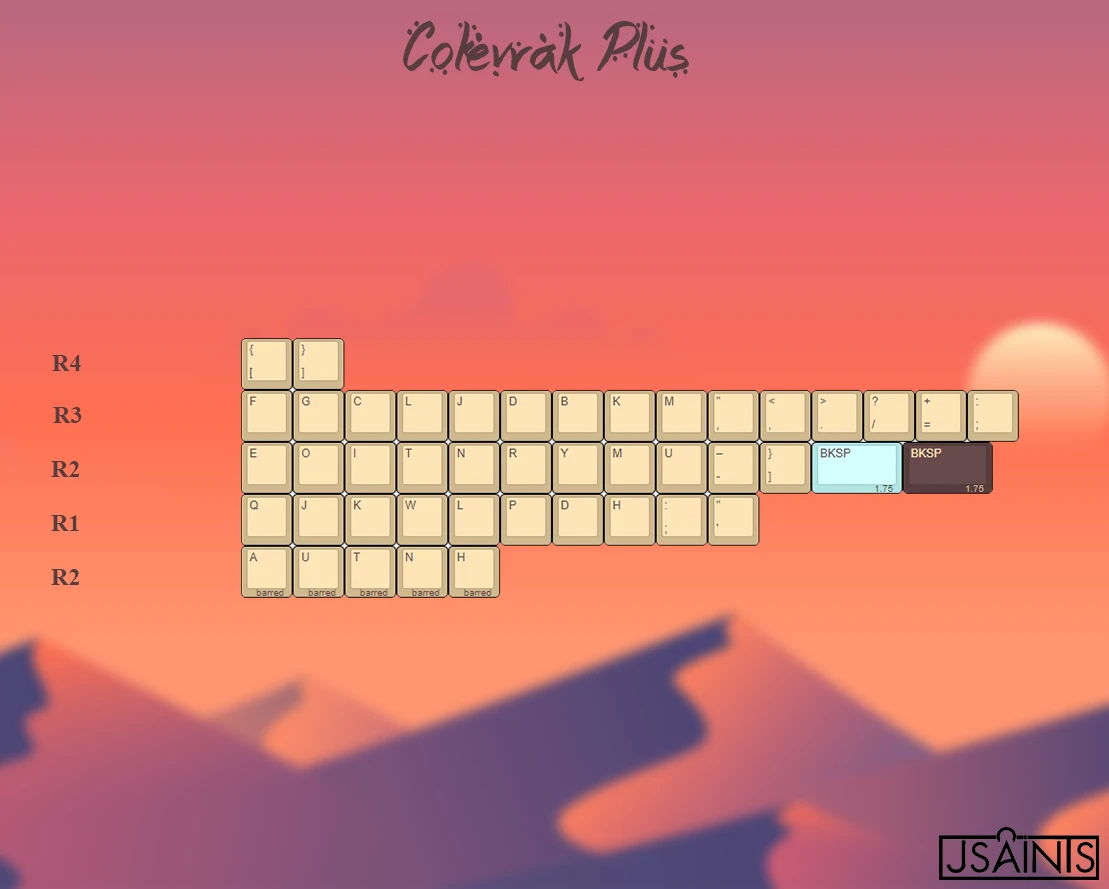 Colevrak Plus
R4 { [ } ]
R3 F G C L J D B K M " , < , > . ? / + = : ;
R2 E O I T N R Y M U – - } ] BKSP 1.75 BKSP 1.75
R1 Q J K W L P D H : ; " '
R2 A barred U barred T barred N barred H barred
JSAINTS